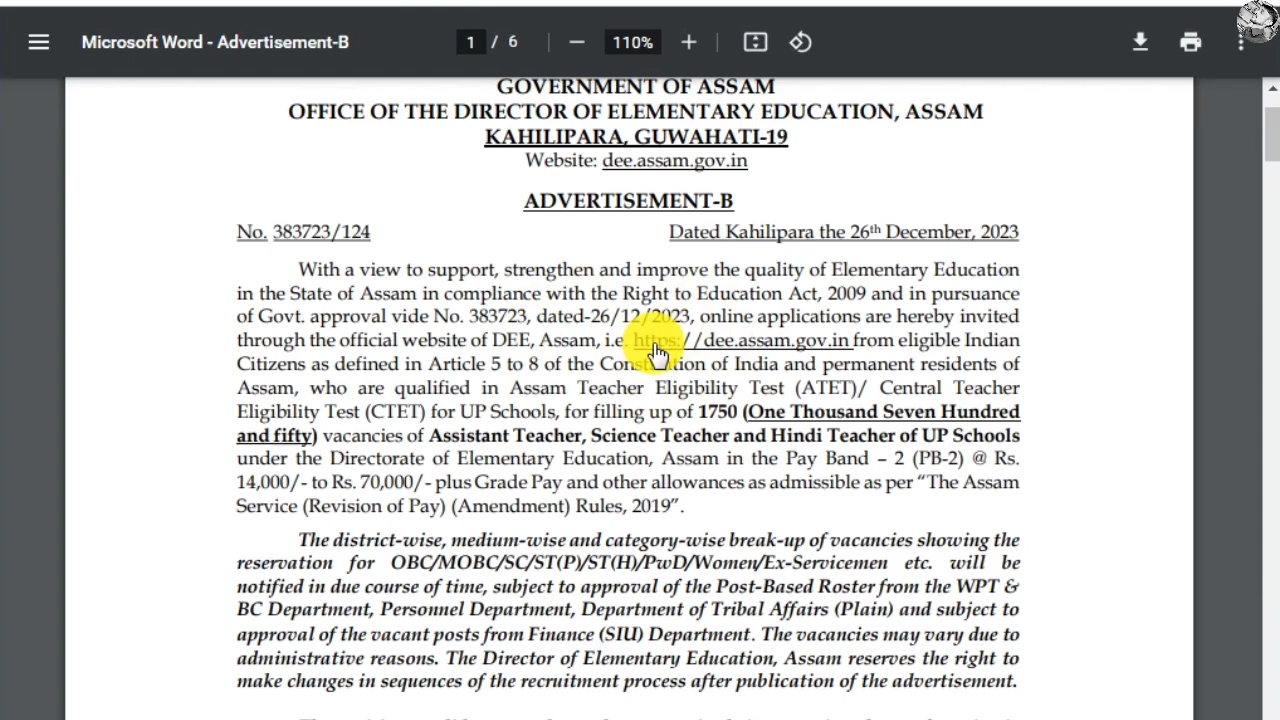 Microsoft Word - Advertisement-B
1 / 6
110%
GOVERNMENT OF ASSAM
OFFICE OF THE DIRECTOR OF ELEMENTARY EDUCATION, ASSAM
KAHILIPARA, GUWAHATI-19
Website: dee.assam.gov.in
ADVERTISEMENT-B
No. 383723/124 Dated Kahilipara the 26th December, 2023
With a view to support, strengthen and improve the quality of Elementary Education
in the State of Assam in compliance with the Right to Education Act, 2009 and in pursuance
of Govt. approval vide No. 383723, dated-26/12/2023, online applications are hereby invited
through the official website of DEE, Assam, i.e. https://dee.assam.gov.in from eligible Indian
Citizens as defined in Article 5 to 8 of the Constitution of India and permanent residents of
Assam, who are qualified in Assam Teacher Eligibility Test (ATET)/ Central Teacher
Eligibility Test (CTET) for UP Schools, for filling up of 1750 (One Thousand Seven Hundred
and fifty) vacancies of Assistant Teacher, Science Teacher and Hindi Teacher of UP Schools
under the Directorate of Elementary Education, Assam in the Pay Band – 2 (PB-2) @ Rs.
14,000/- to Rs. 70,000/- plus Grade Pay and other allowances as admissible as per “The Assam
Service (Revision of Pay) (Amendment) Rules, 2019”.
The district-wise, medium-wise and category-wise break-up of vacancies showing the
reservation for OBC/MOBC/SC/ST(P)/ST(H)/PwD/Women/Ex-Servicemen etc. will be
notified in due course of time, subject to approval of the Post-Based Roster from the WPT &
BC Department, Personnel Department, Department of Tribal Affairs (Plain) and subject to
approval of the vacant posts from Finance (SIU) Department. The vacancies may vary due to
administrative reasons. The Director of Elementary Education, Assam reserves the right to
make changes in sequences of the recruitment process after publication of the advertisement.